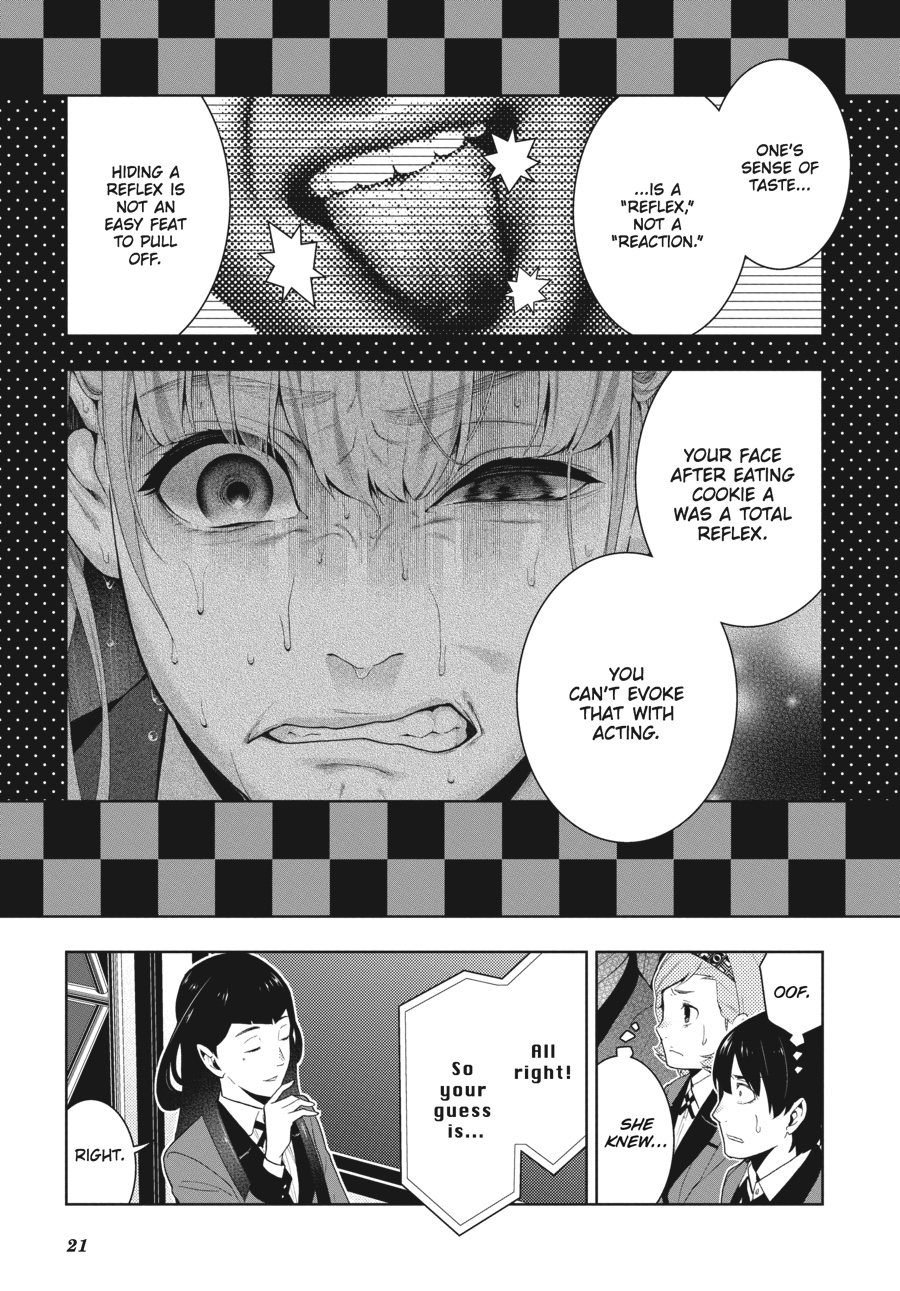 ONE'S
SENSE OF
TASTE...
...IS A
"REFLEX,"
NOT A
"REACTION."
HIDING A
REFLEX IS
NOT AN
EASY FEAT
TO PULL
OFF.
YOUR FACE
AFTER EATING
COOKIE A
WAS A TOTAL
REFLEX.
YOU
CAN'T EVOKE
THAT WITH
ACTING.
OOF.
SHE
KNEW...
All
right!
So
your
guess
is...
RIGHT.
21